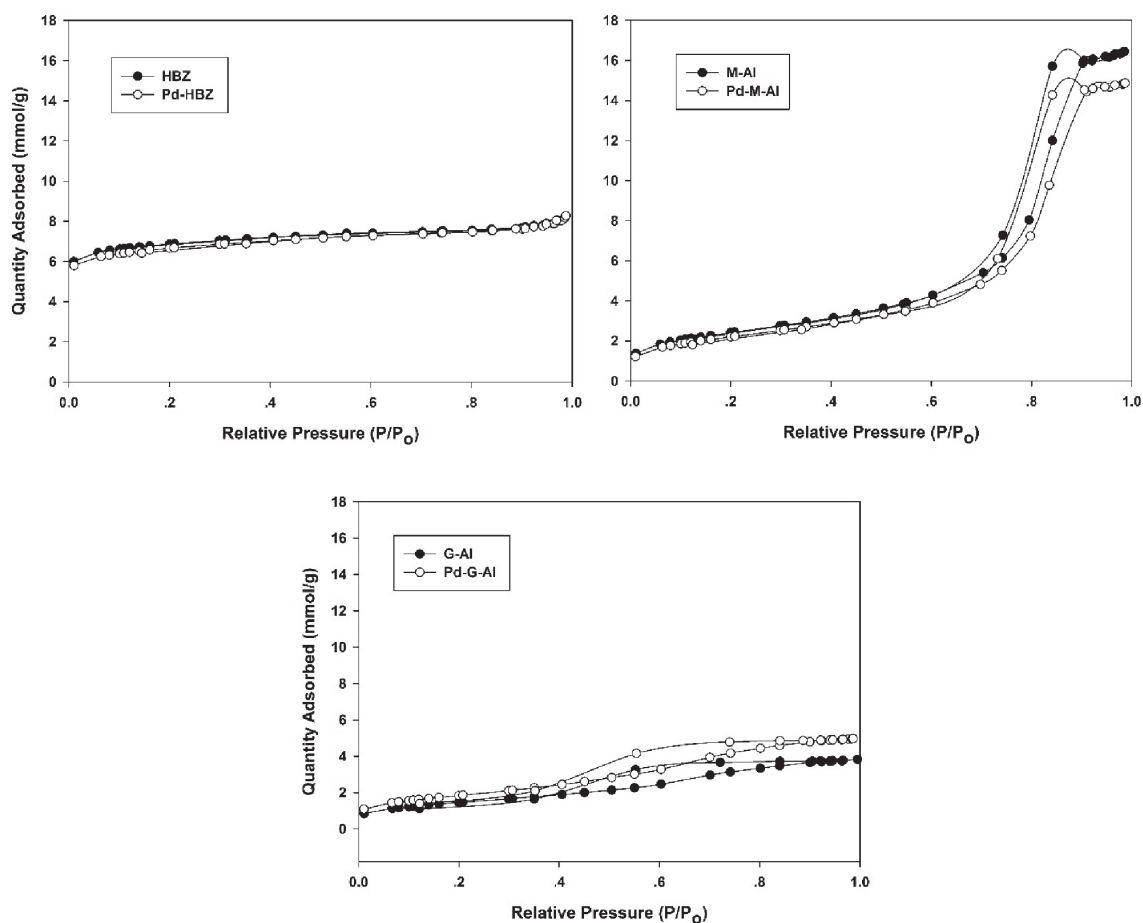 18
16
14
12
10
8
6
4
2
0
Quantity Adsorbed (mmol/g)
HBZ
Pd-HBZ
0.0 .2 .4 .6 .8 1.0
Relative Pressure (P/Po)
18
16
14
12
10
8
6
4
2
0
M-Al
Pd-M-Al
0.0 .2 .4 .6 .8 1.0
Relative Pressure (P/Po)
18
16
14
12
10
8
6
4
2
0
Quantity Adsorbed (mmol/g)
G-Al
Pd-G-Al
0.0 .2 .4 .6 .8 1.0
Relative Pressure (P/Po)